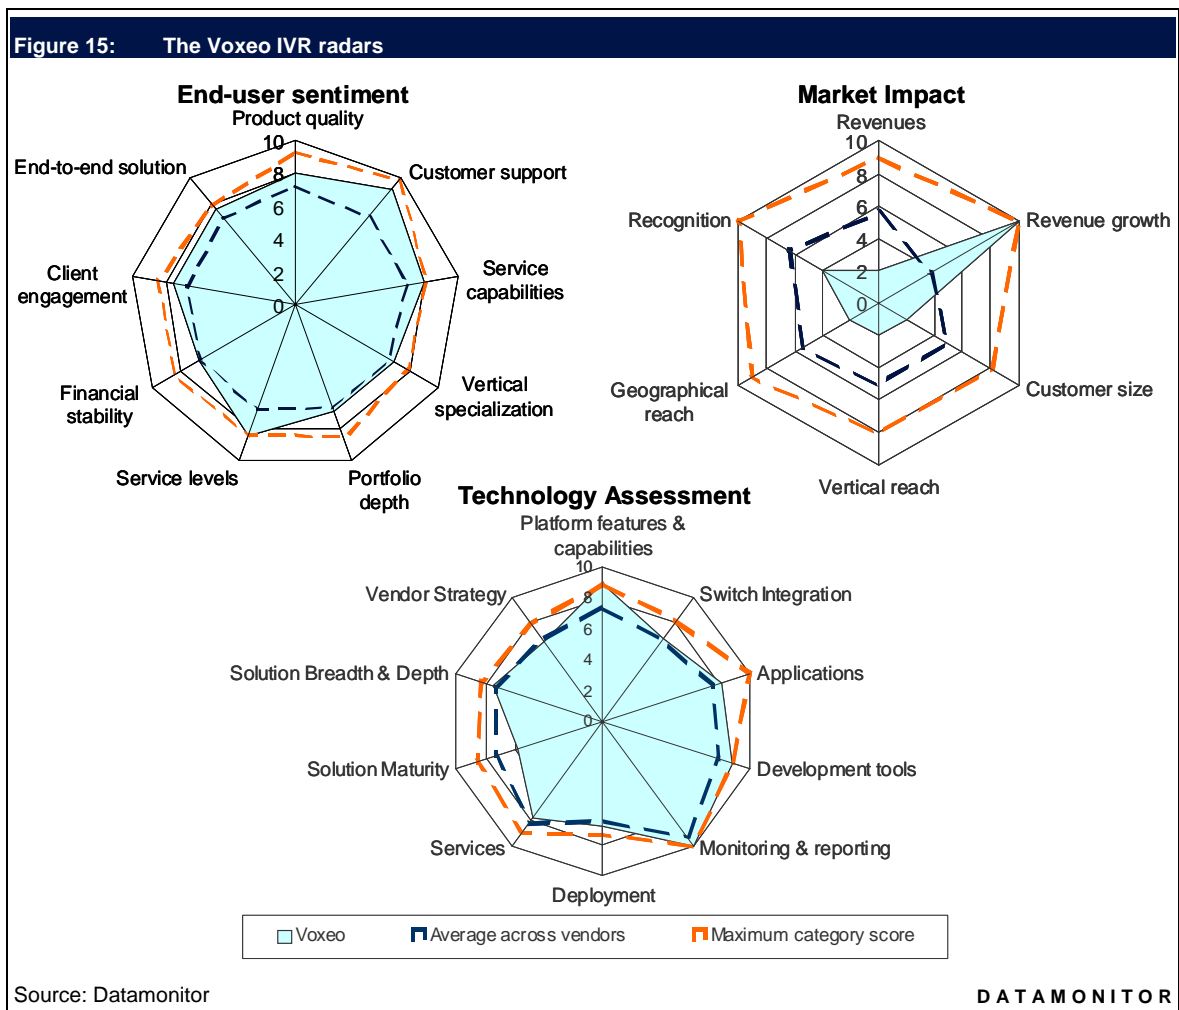 Figure 15: The Voxeo IVR radars
End-user sentiment
Product quality
10
8
6
4
2
0
Customer support
Service
capabilities
Vertical
specialization
Portfolio
depth
Service levels
Financial
stability
Client
engagement
End-to-end solution
Market Impact
Revenues
10
8
6
4
2
0
Revenue growth
Customer size
Vertical reach
Geographical
reach
Recognition
Technology Assessment
Platform features &
capabilities
10
8
6
4
2
0
Switch Integration
Applications
Development tools
Monitoring & reporting
Deployment
Services
Solution Maturity
Solution Breadth & Depth
Vendor Strategy
Voxeo
Average across vendors
Maximum category score
Source: Datamonitor
DATAMONITOR